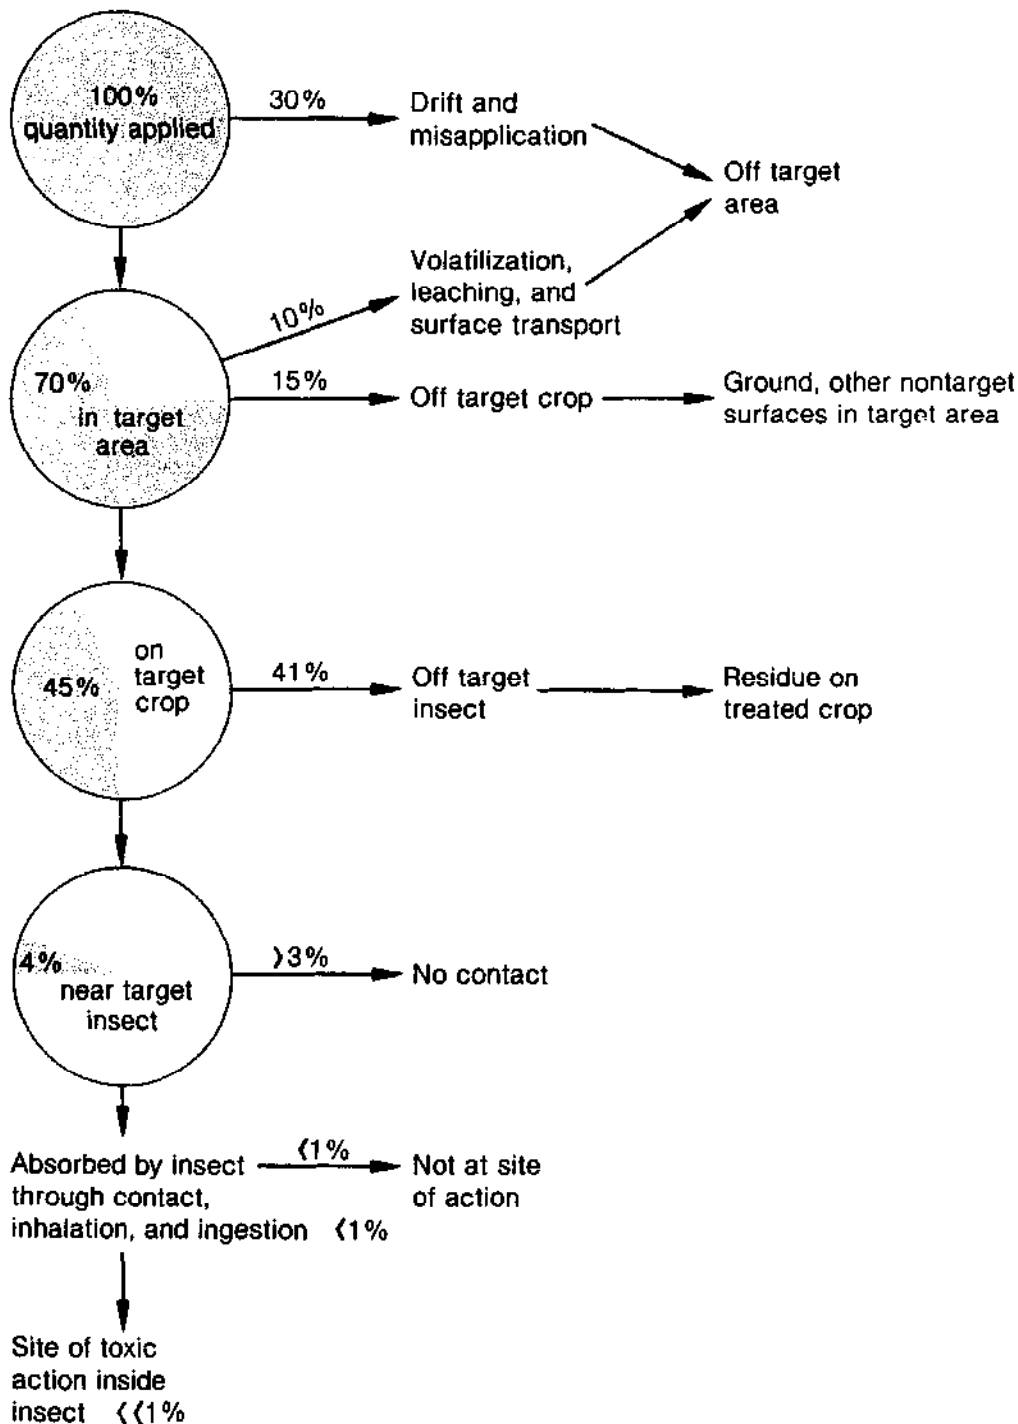 100%
quantity applied
30%
Drift and
misapplication
Off target
area
Volatilization,
leaching, and
surface transport
10%
70%
in target
area
15%
Off target crop
Ground, other nontarget
surfaces in target area
on
target
crop
45%
41%
Off target
insect
Residue on
treated crop
4%
near target
insect
⟩3%
No contact
Absorbed by insect
through contact,
inhalation, and ingestion ⟨1%
⟨1%
Not at site
of action
Site of toxic
action inside
insect ⟨⟨1%